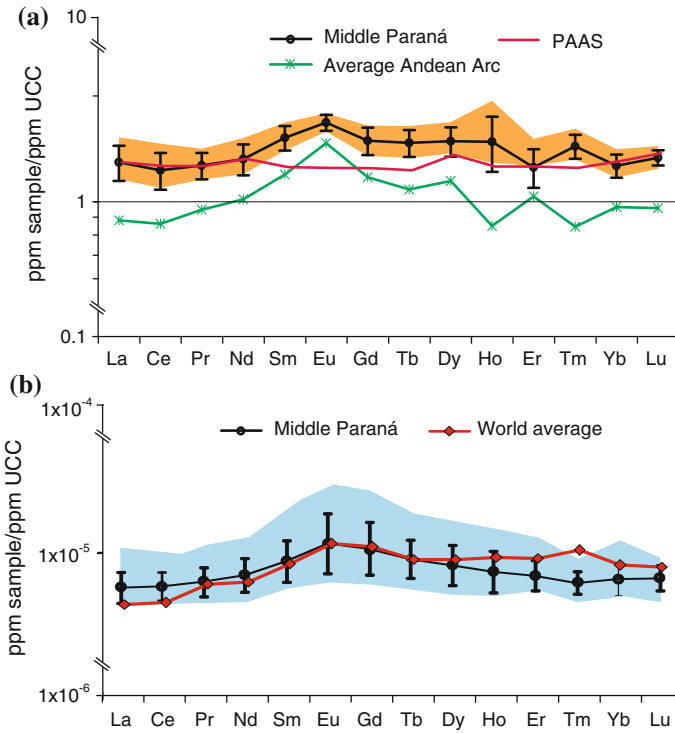 (a)
10
Middle Paraná
PAAS
Average Andean Arc
ppm sample/ppm UCC
1
0.1
La Ce Pr Nd Sm Eu Gd Tb Dy Ho Er Tm Yb Lu
(b)
1x10-4
Middle Paraná
World average
ppm sample/ppm UCC
1x10-5
1x10-6
La Ce Pr Nd Sm Eu Gd Tb Dy Ho Er Tm Yb Lu